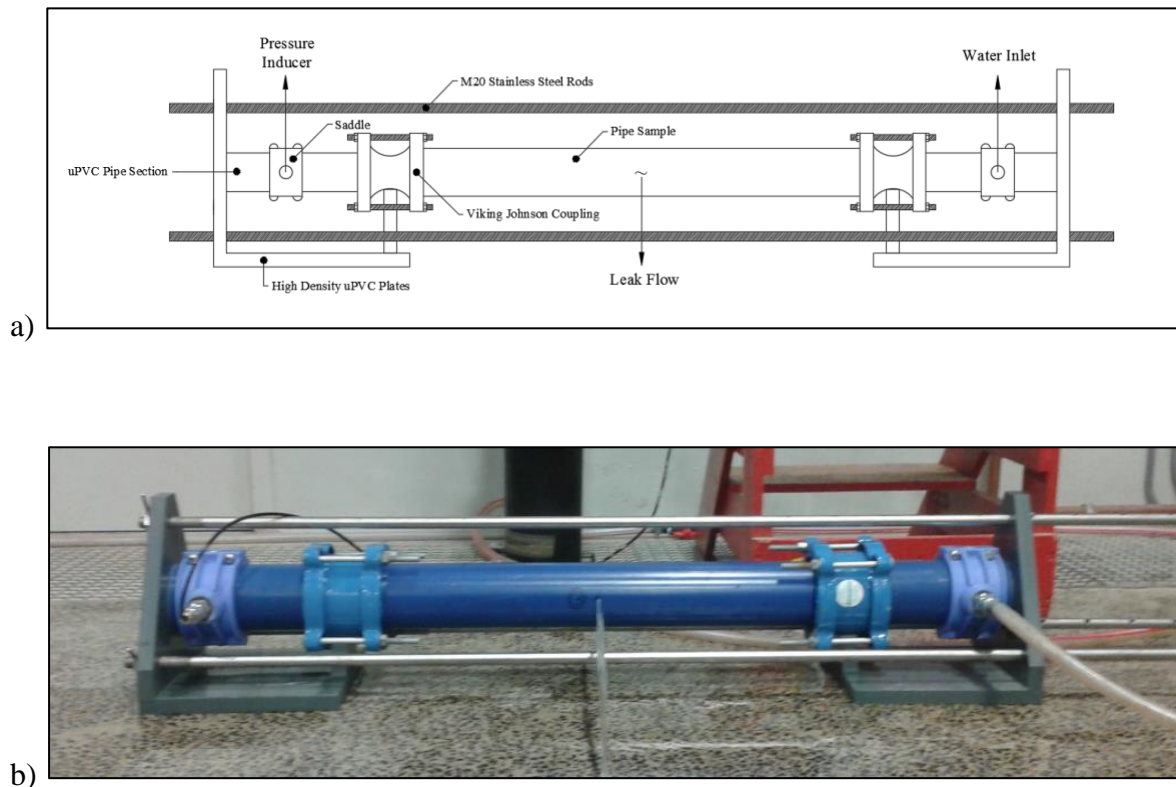 Pressure
Inducer
Water Inlet
M20 Stainless Steel Rods
Saddle
Pipe Sample
uPVC Pipe Section
Viking Johnson Coupling
Leak Flow
High Density uPVC Plates
a)
b)